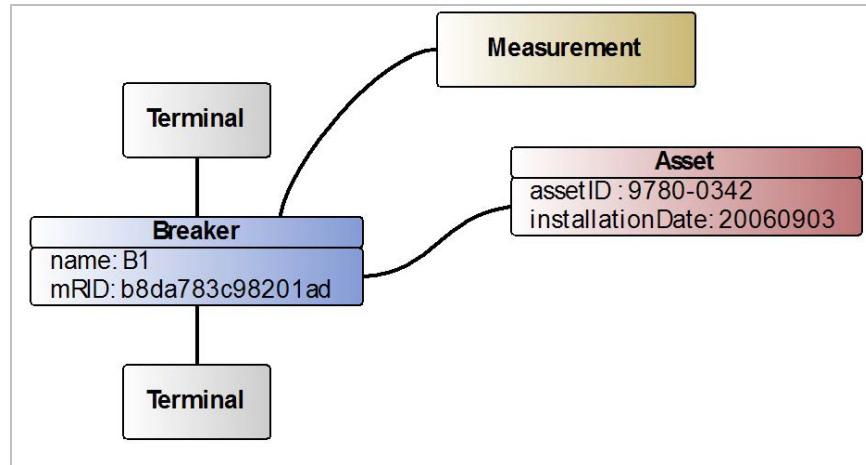 Measurement
Terminal
Asset
assetID : 9780-0342
installationDate: 20060903
Breaker
name: B1
mRID: b8da783c98201ad
Terminal